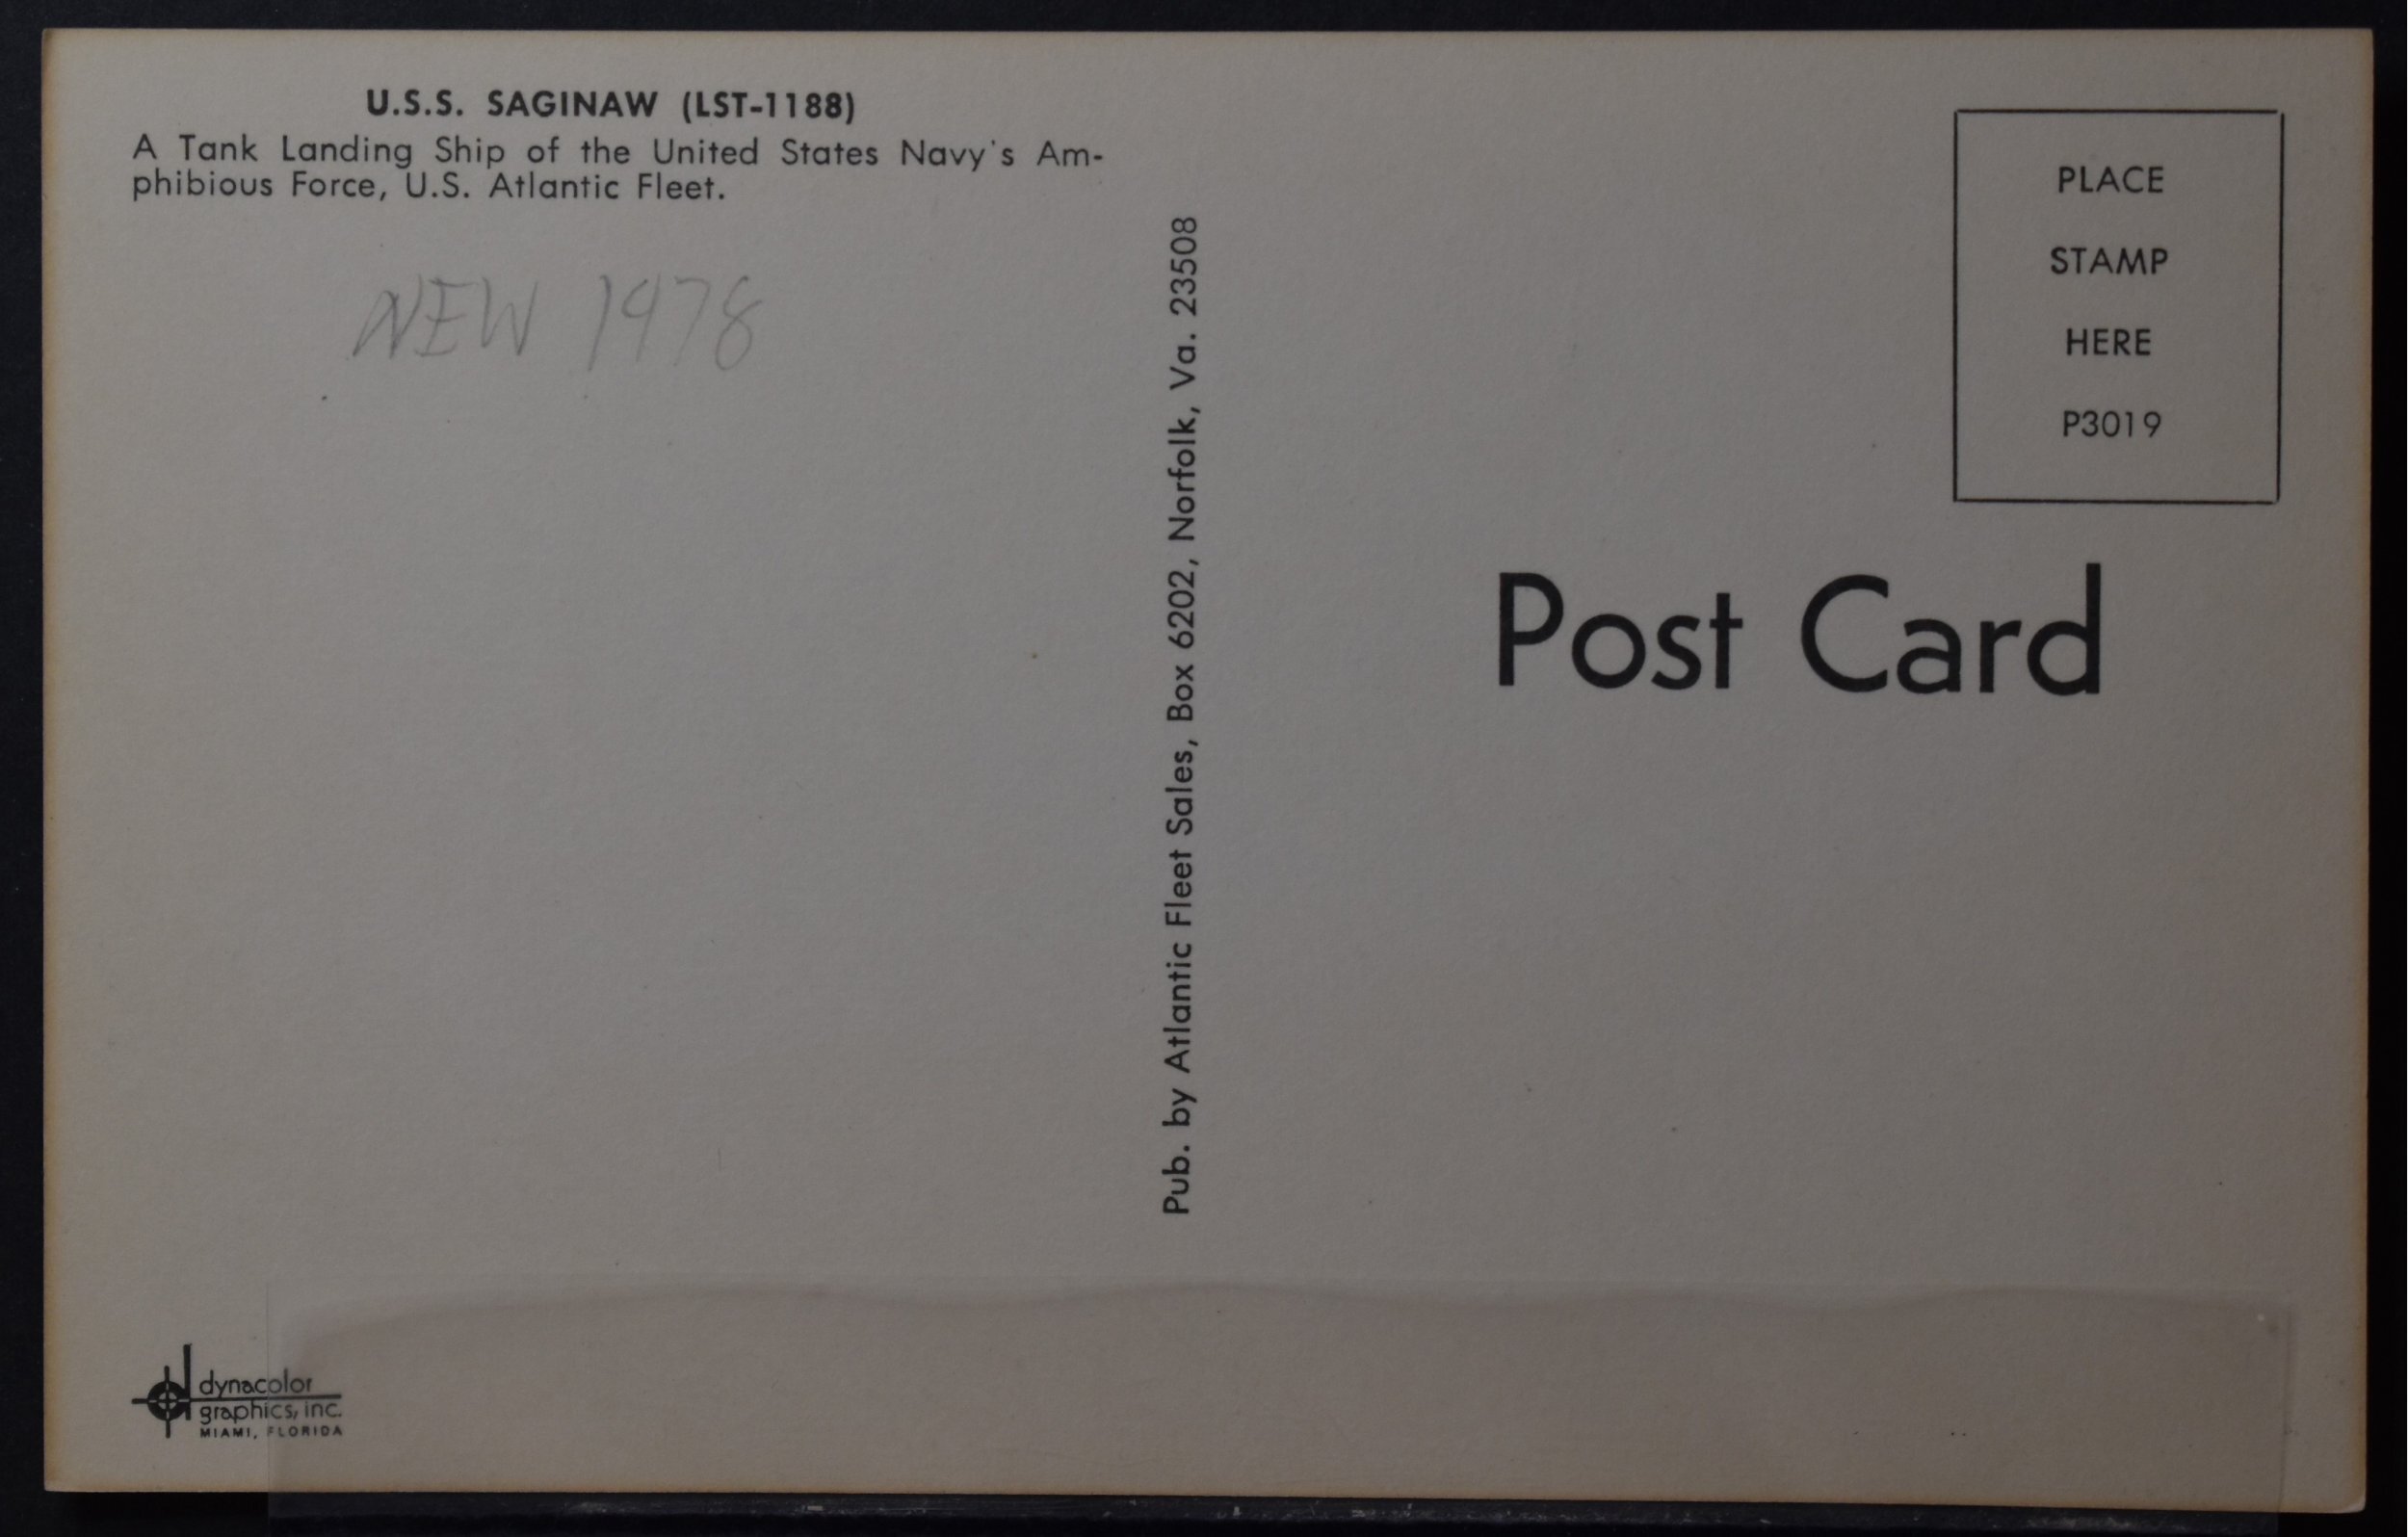 U.S.S. SAGINAW (LST-1188)
A Tank Landing Ship of the United States Navy's Am-
phibious Force, U.S. Atlantic Fleet.
NEW 1978
Pub. by Atlantic Fleet Sales, Box 6202, Norfolk, Va. 23508
PLACE
STAMP
HERE
P3019
Post Card
dynacolor
graphics, inc.
MIAMI, FLORIDA